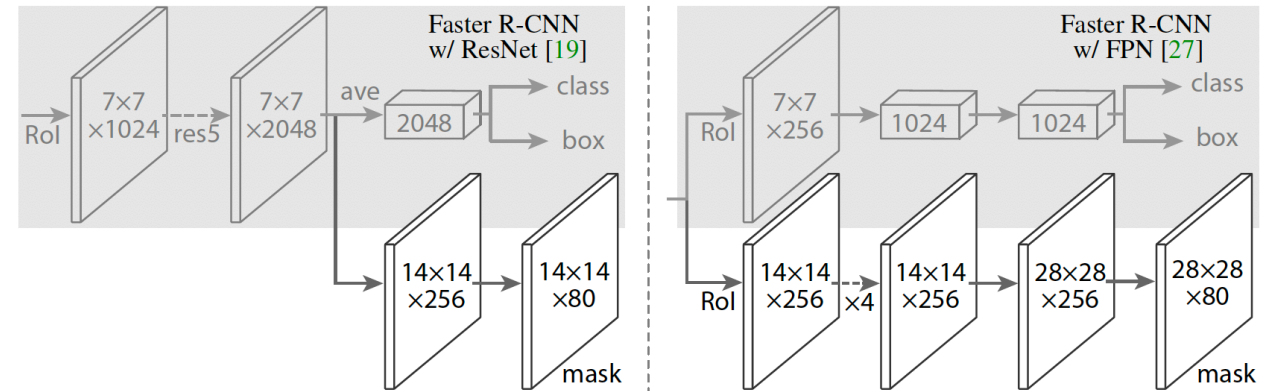 Faster R-CNN
w/ ResNet [19]
RoI
7×7
×1024
res5
7×7
×2048
ave
2048
class
box
14×14
×256
14×14
×80
mask
Faster R-CNN
w/ FPN [27]
RoI
7×7
×256
1024
1024
class
box
RoI
14×14
×256
×4
14×14
×256
28×28
×256
28×28
×80
mask